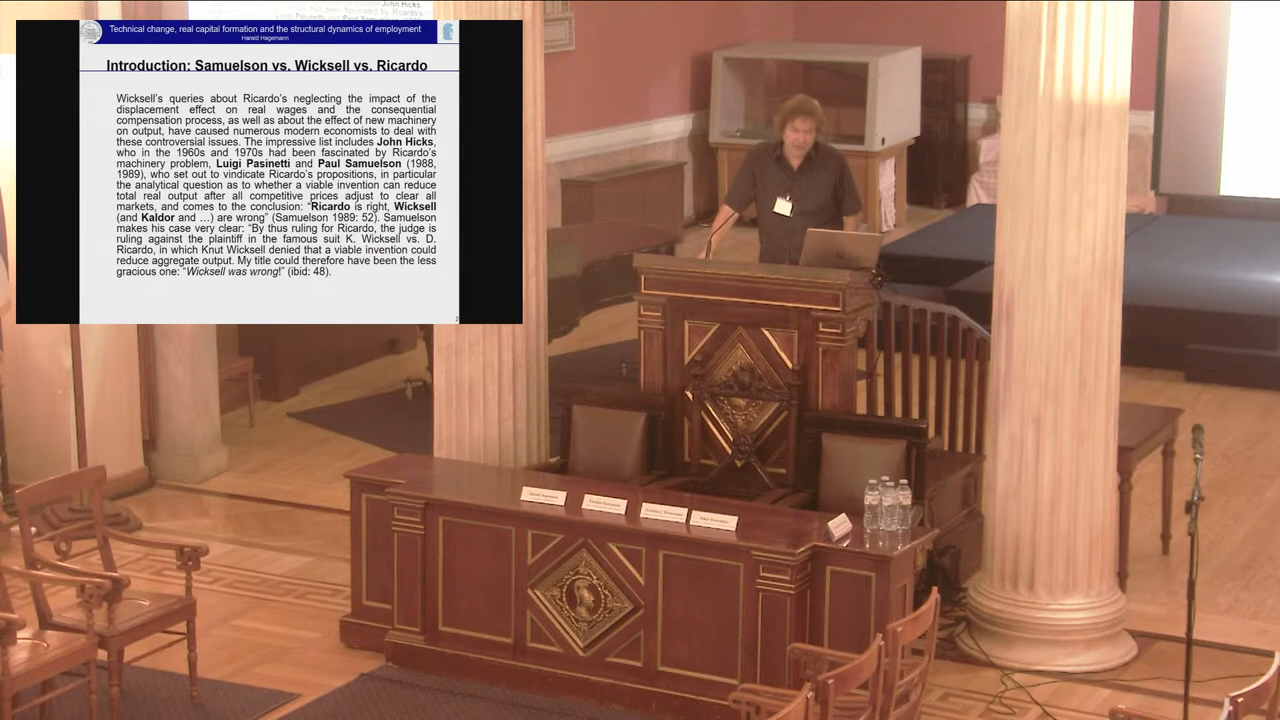 John Hicks,
Technical change, real capital formation and the structural dynamics of employment
Harald Hagemann
Introduction: Samuelson vs. Wicksell vs. Ricardo
Wicksell's queries about Ricardo's neglecting the impact of the
displacement effect on real wages and the consequential
compensation process, as well as about the effect of new machinery
on output, have caused numerous modern economists to deal with
these controversial issues. The impressive list includes John Hicks,
who in the 1960s and 1970s had been fascinated by Ricardo's
machinery problem, Luigi Pasinetti and Paul Samuelson (1988,
1989), who set out to vindicate Ricardo's propositions, in particular
the analytical question as to whether a viable invention can reduce
total real output after all competitive prices adjust to clear all
markets, and comes to the conclusion: "Ricardo is right, Wicksell
(and Kaldor and …) are wrong" (Samuelson 1989: 52). Samuelson
makes his case very clear: "By thus ruling for Ricardo, the judge is
ruling against the plaintiff in the famous suit K. Wicksell vs. D.
Ricardo, in which Knut Wicksell denied that a viable invention could
reduce aggregate output. My title could therefore have been the less
gracious one: "Wicksell was wrong!" (ibid: 48).
2
Harald Hagemann